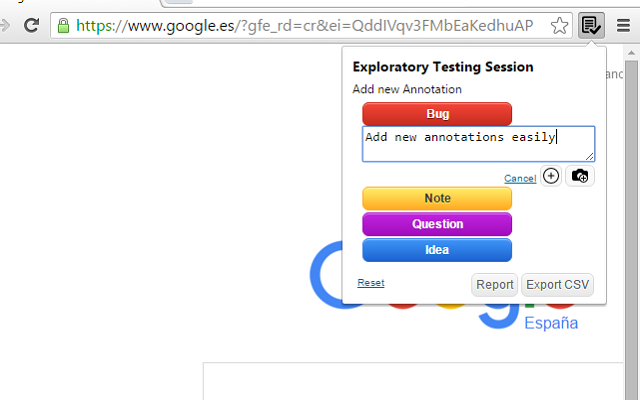 https://www.google.es/?gfe_rd=cr&ei=QddIVqv3FMbEaKedhuAP
Exploratory Testing Session
Add new Annotation
Bug
Add new annotations easily
Cancel
Note
Question
Idea
Reset
Report
Export CSV
España